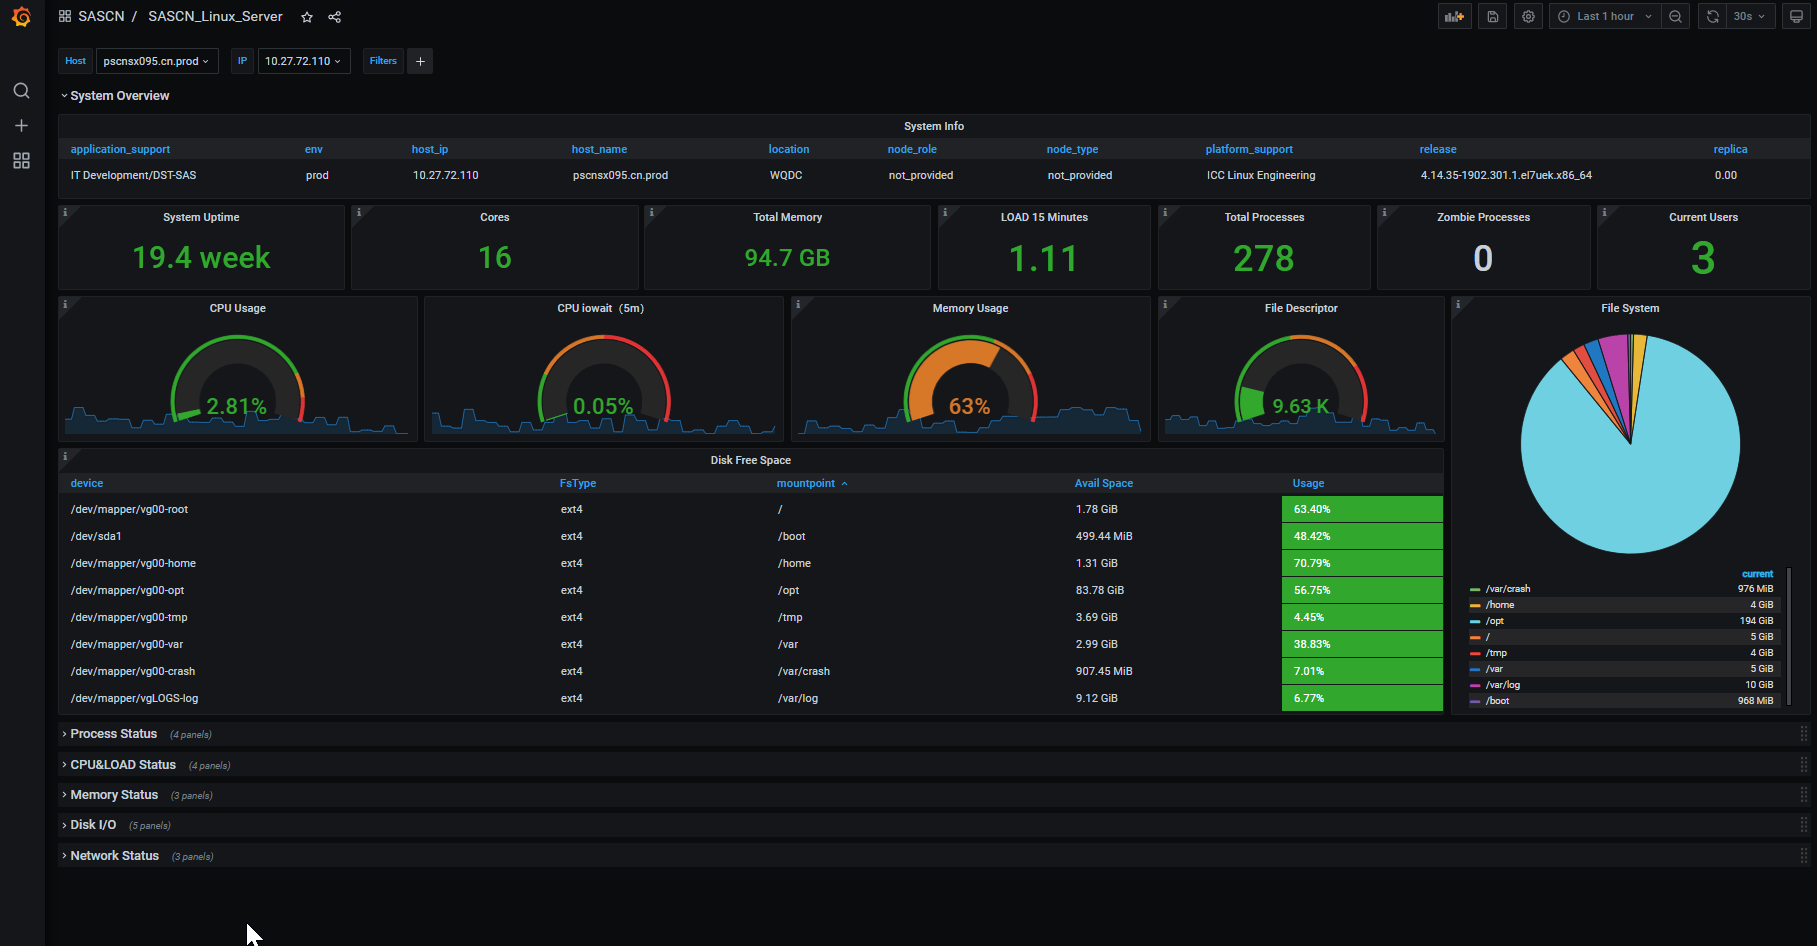 SASCN / SASCN_Linux_Server
Last 1 hour
30s
Host pscnsx095.cn.prod IP 10.27.72.110 Filters +
System Overview
System Info
application_support env host_ip host_name location node_role node_type platform_support release replica
IT Development/DST-SAS prod 10.27.72.110 pscnsx095.cn.prod WQDC not_provided not_provided ICC Linux Engineering 4.14.35-1902.301.1.el7uek.x86_64 0.00
System Uptime
19.4 week
Cores
16
Total Memory
94.7 GB
LOAD 15 Minutes
1.11
Total Processes
278
Zombie Processes
0
Current Users
3
CPU Usage
2.81%
CPU iowait (5m)
0.05%
Memory Usage
63%
File Descriptor
9.63 K
File System
current
/var/crash 976 MiB
/home 4 GiB
/opt 194 GiB
/ 5 GiB
/tmp 4 GiB
/var 5 GiB
/var/log 10 GiB
/boot 968 MiB
Disk Free Space
device FsType mountpoint Avail Space Usage
/dev/mapper/vg00-root ext4 / 1.78 GiB 63.40%
/dev/sda1 ext4 /boot 499.44 MiB 48.42%
/dev/mapper/vg00-home ext4 /home 1.31 GiB 70.79%
/dev/mapper/vg00-opt ext4 /opt 83.78 GiB 56.75%
/dev/mapper/vg00-tmp ext4 /tmp 3.69 GiB 4.45%
/dev/mapper/vg00-var ext4 /var 2.99 GiB 38.83%
/dev/mapper/vg00-crash ext4 /var/crash 907.45 MiB 7.01%
/dev/mapper/vgLOGS-log ext4 /var/log 9.12 GiB 6.77%
Process Status (4 panels)
CPU&LOAD Status (4 panels)
Memory Status (3 panels)
Disk I/O (5 panels)
Network Status (3 panels)